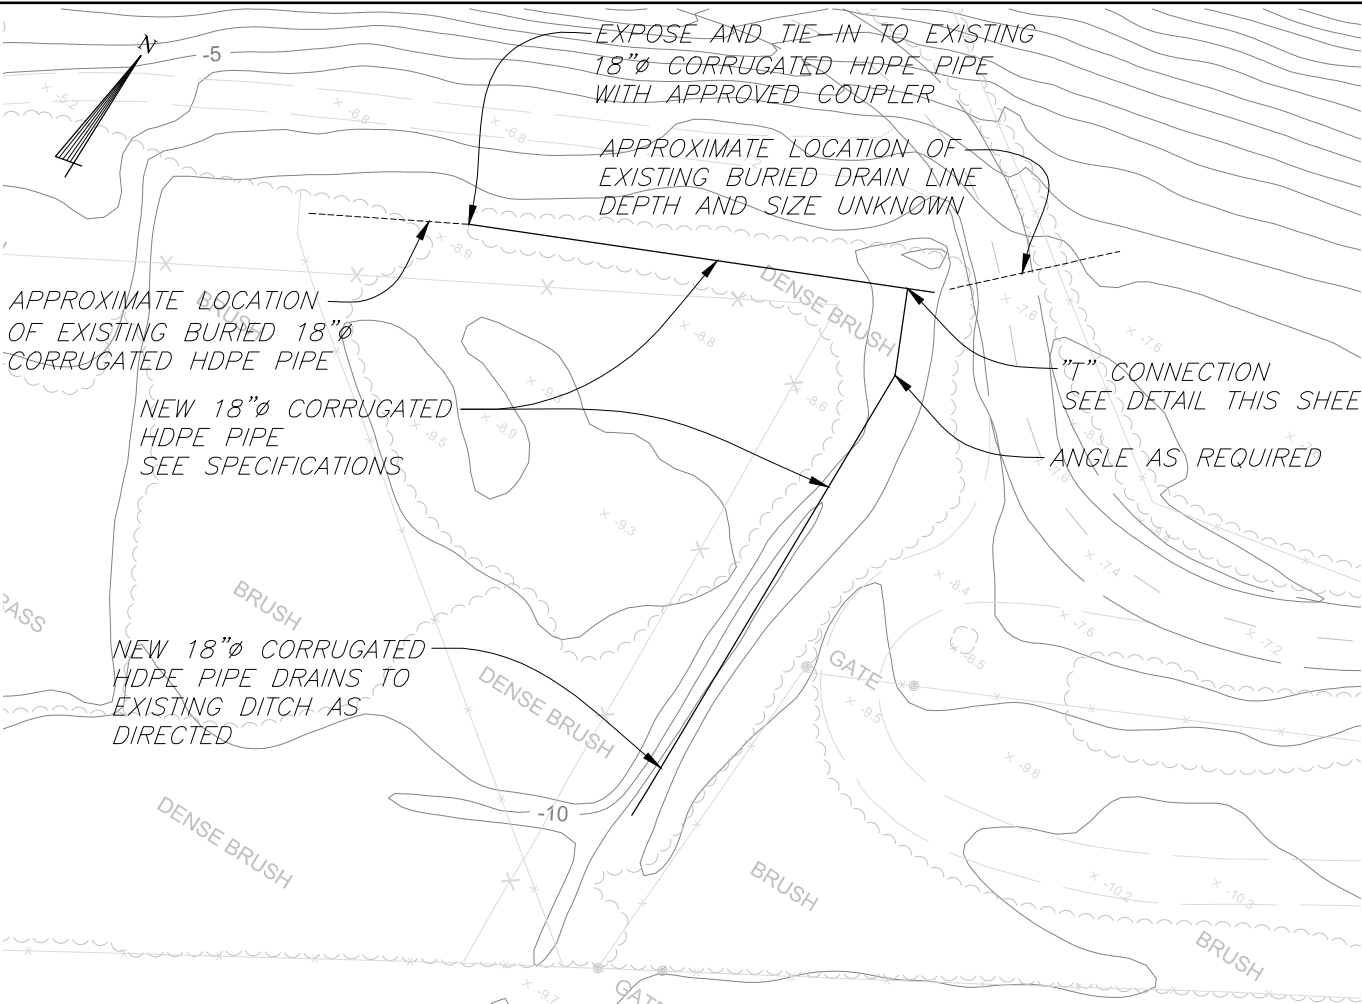 N
-5
EXPOSE AND TIE-IN TO EXISTING
18"ø CORRUGATED HDPE PIPE
WITH APPROVED COUPLER
× -5.2
× -6.8
× -6.8
APPROXIMATE LOCATION OF
EXISTING BURIED DRAIN LINE
DEPTH AND SIZE UNKNOWN
× -8.9
DENSE BRUSH
APPROXIMATE LOCATION
OF EXISTING BURIED 18"ø
CORRUGATED HDPE PIPE
BRUSH
× -7.6
× -8.8
× -7.6
"T" CONNECTION
SEE DETAIL THIS SHEE
× -8.6
NEW 18"ø CORRUGATED
HDPE PIPE
SEE SPECIFICATIONS
× -9.5
× -8.9
ANGLE AS REQUIRED
× -9.3
× -7.4
× -8.4
BRUSH
× -7.6
× -7.2
× -8.5
NEW 18"ø CORRUGATED
HDPE PIPE DRAINS TO
EXISTING DITCH AS
DIRECTED
DENSE BRUSH
GATE
× -9.5
× -9.6
-10
DENSE BRUSH
BRUSH
× -10.2
× -10.3
BRUSH
× -9.7
GATE